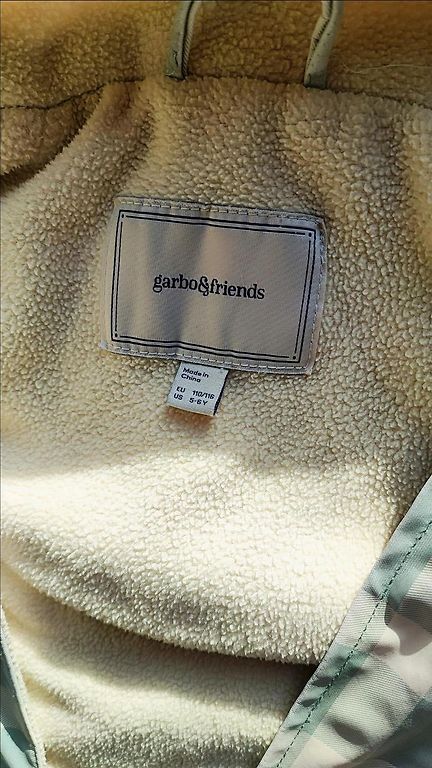 garbo&friends
Made in
China
EU 110/116
US 5-6 Y